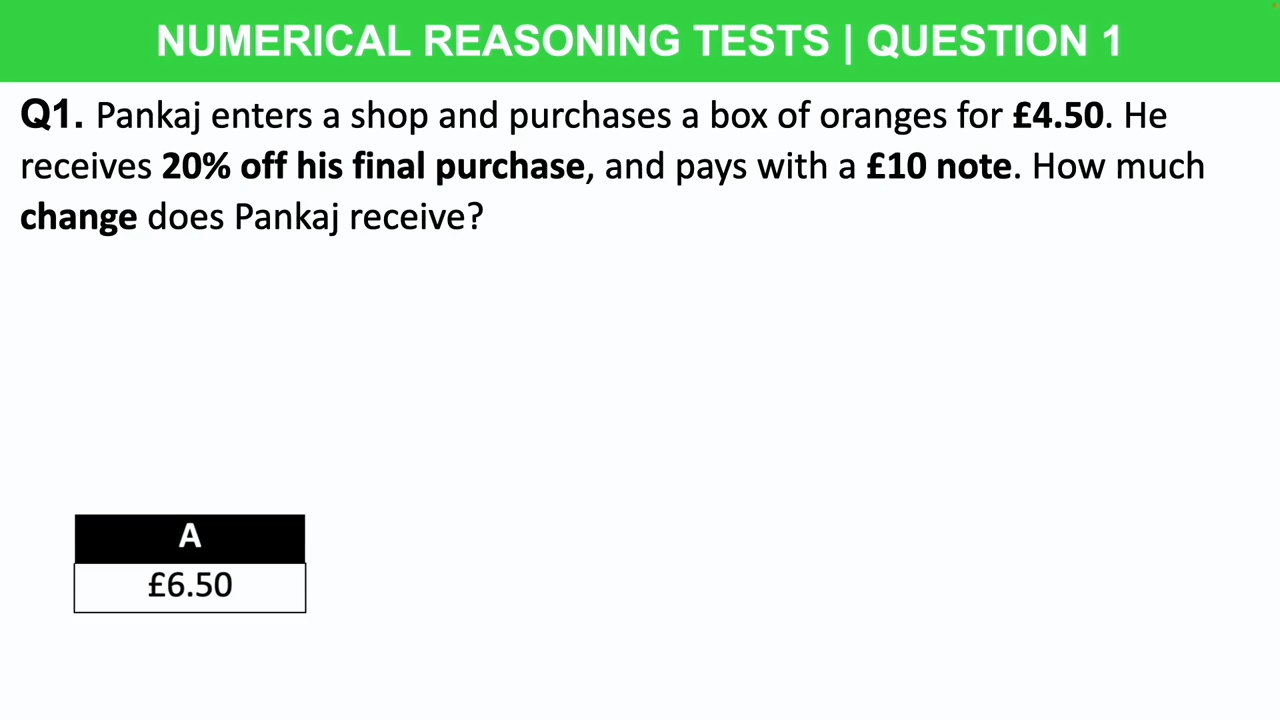 NUMERICAL REASONING TESTS | QUESTION 1
Q1. Pankaj enters a shop and purchases a box of oranges for £4.50. He
receives 20% off his final purchase, and pays with a £10 note. How much
change does Pankaj receive?
A
£6.50